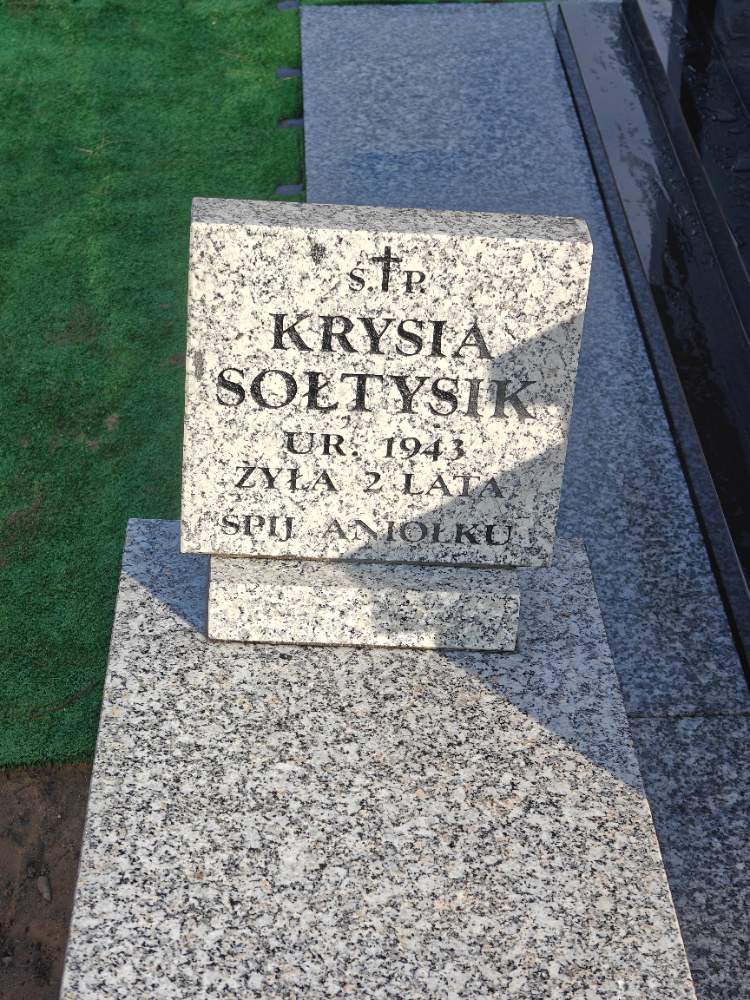 Ś.✝P.
KRYSIA
SOŁTYSIK
UR. 1943
ŻYŁA 2 LATA
ŚPIJ ANIOŁKU